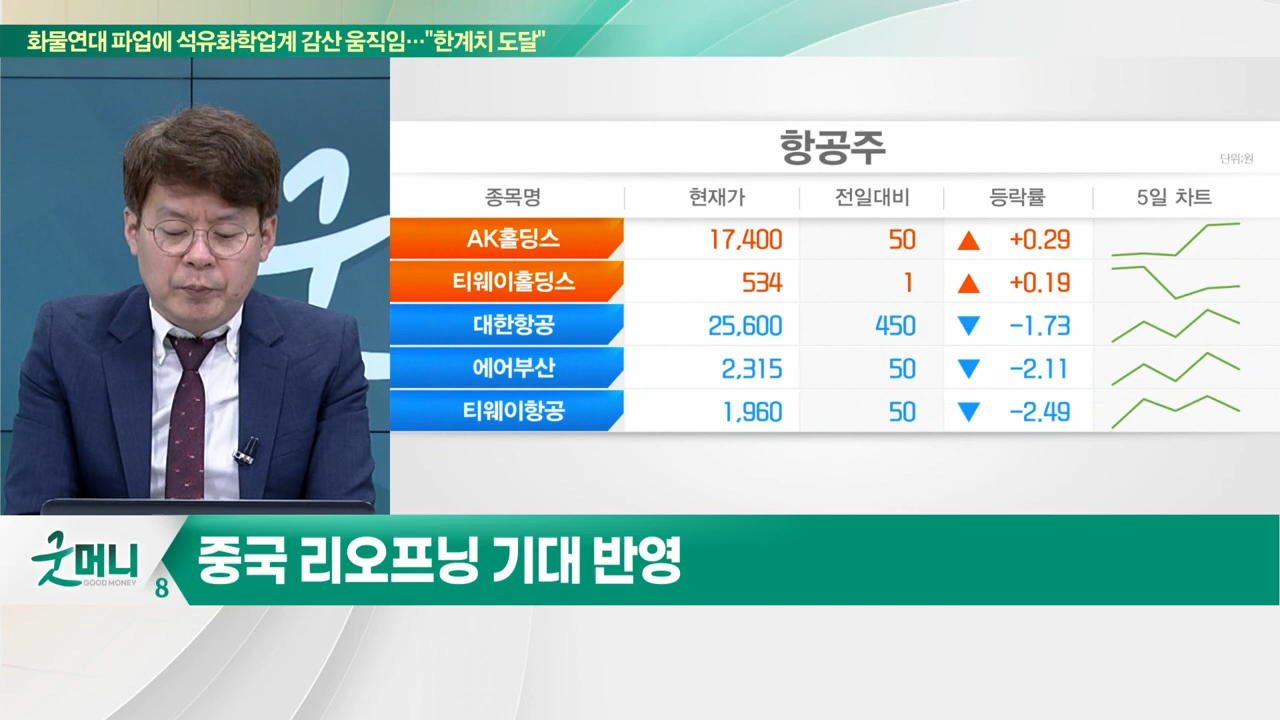 화물연대 파업에 석유화학업계 감산 움직임…"한계치 도달"
항공주
단위:원
종목명 현재가 전일대비 등락률 5일 차트
AK홀딩스 17,400 50 ▲ +0.29
티웨이홀딩스 534 1 ▲ +0.19
대한항공 25,600 450 ▼ -1.73
에어부산 2,315 50 ▼ -2.11
티웨이항공 1,960 50 ▼ -2.49
굿머니
GOOD MONEY
8
중국 리오프닝 기대 반영